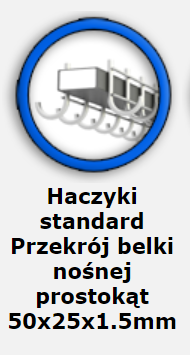 Haczyki
standard
Przekrój belki
nośnej
prostokąt
50x25x1.5mm